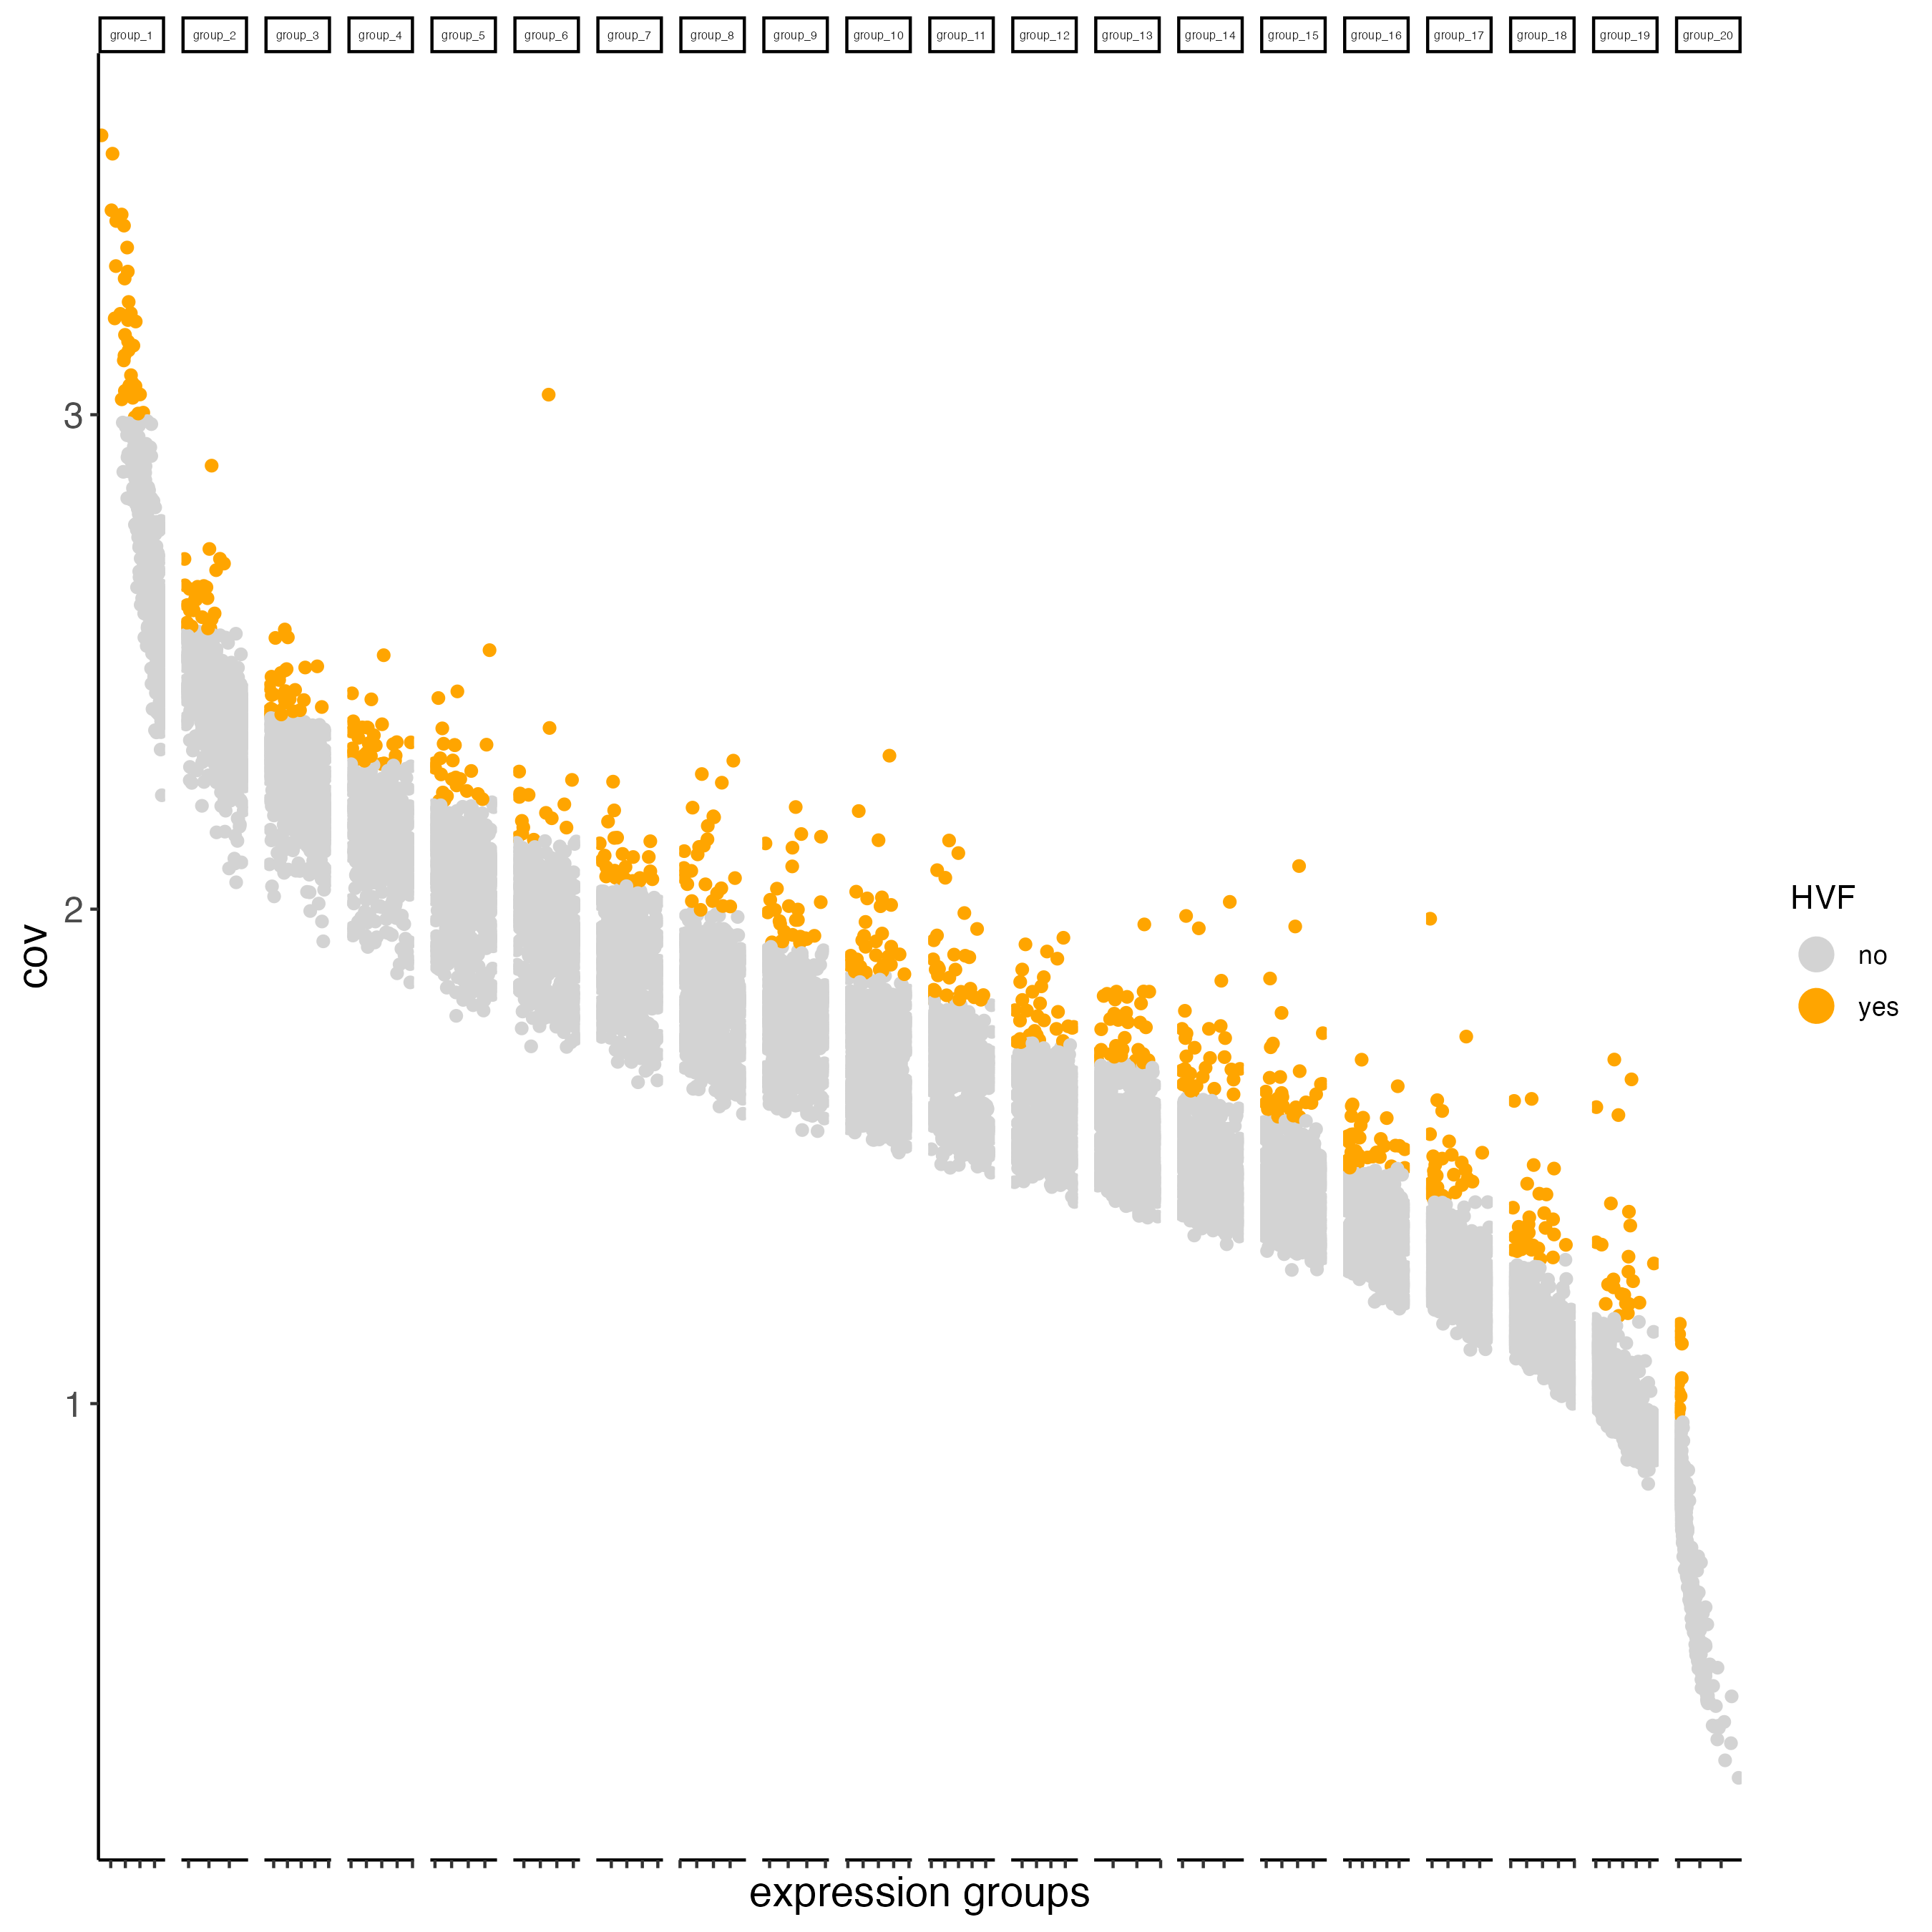 group_1 group_2 group_3 group_4 group_5 group_6 group_7 group_8 group_9 group_10 group_11 group_12 group_13 group_14 group_15 group_16 group_17 group_18 group_19 group_20
3
2
1
cov
expression groups
HVF
no
yes